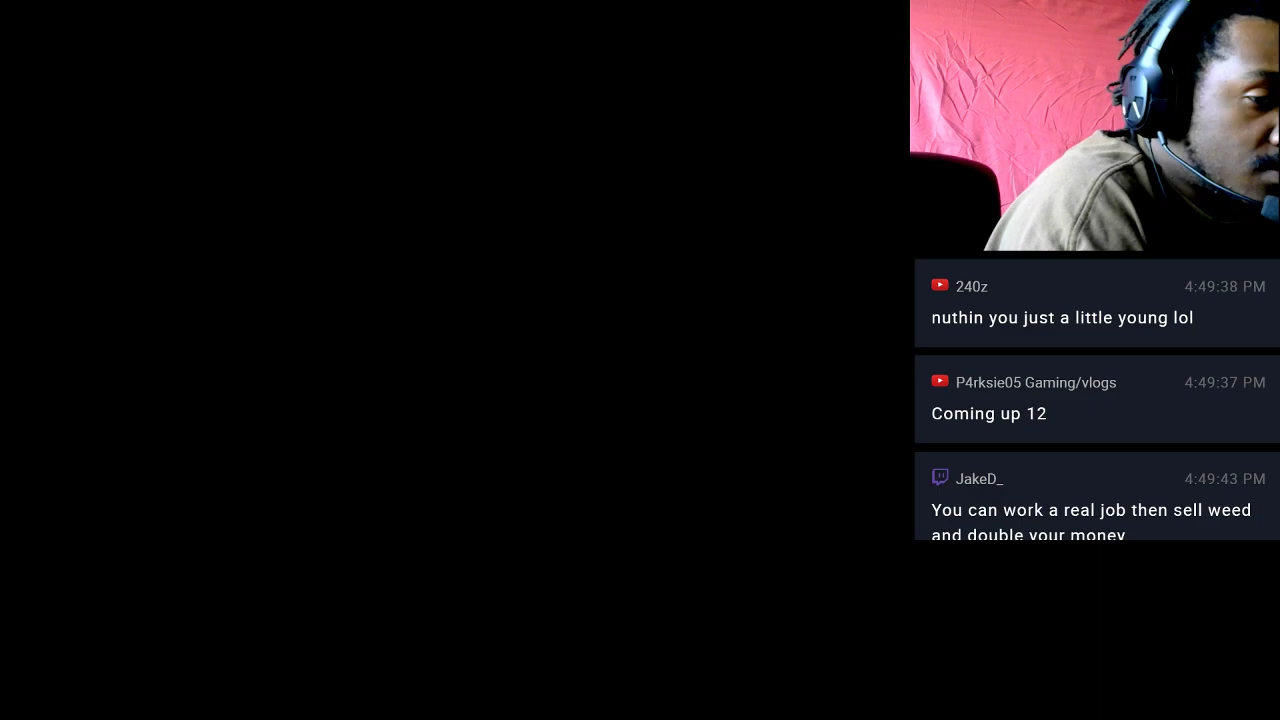 240z 4:49:38 PM
nuthin you just a little young lol
P4rksie05 Gaming/vlogs 4:49:37 PM
Coming up 12
JakeD_ 4:49:43 PM
You can work a real job then sell weed
and double your money